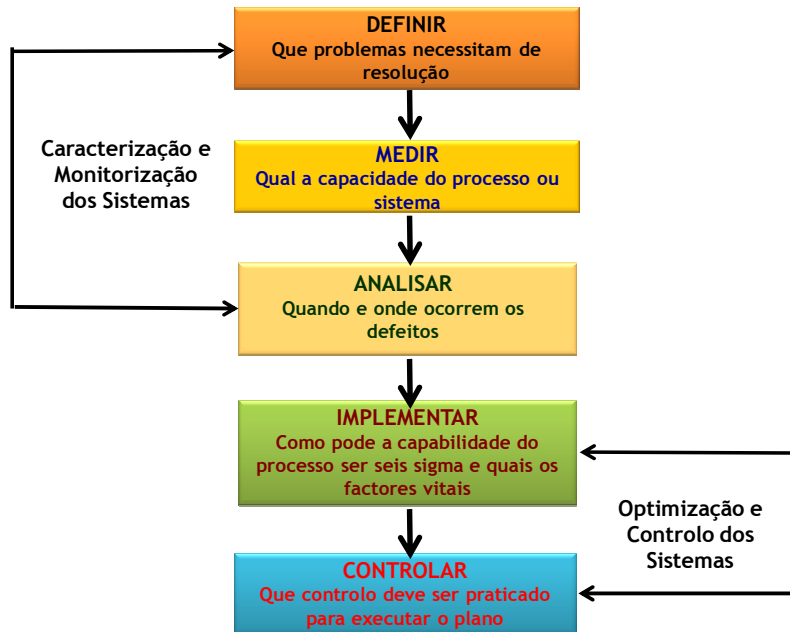 DEFINIR
Que problemas necessitam de
resolução
Caracterização e
Monitorização
dos Sistemas
MEDIR
Qual a capacidade do processo ou
sistema
ANALISAR
Quando e onde ocorrem os
defeitos
IMPLEMENTAR
Como pode a capabilidade do
processo ser seis sigma e quais os
factores vitais
Optimização e
Controlo dos
Sistemas
CONTROLAR
Que controlo deve ser praticado
para executar o plano